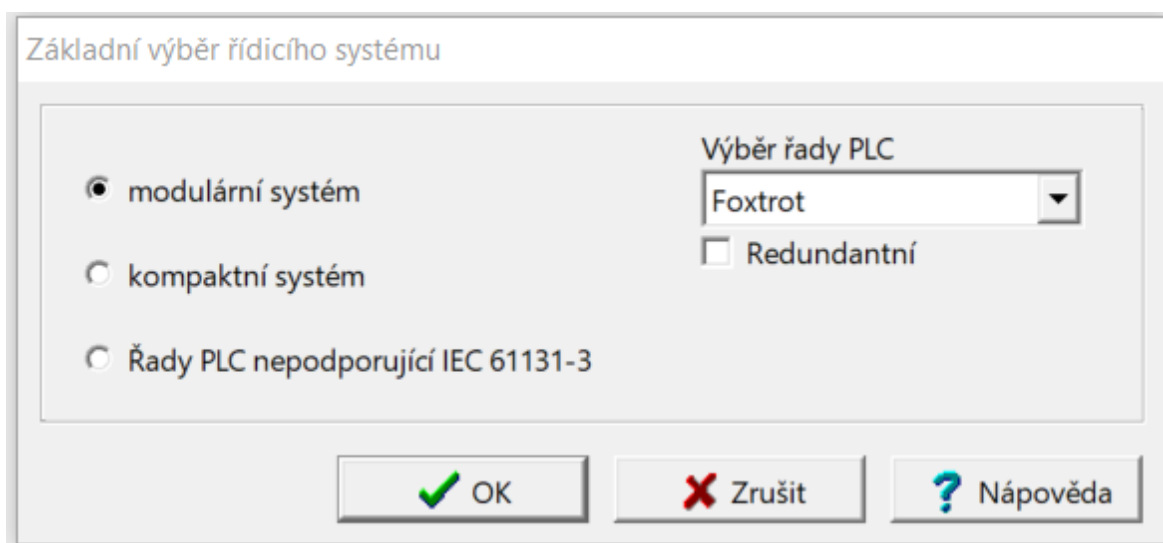 Základní výběr řídicího systému
Výběr řady PLC
modulární systém
Foxtrot
Redundantní
kompaktní systém
Řady PLC nepodporující IEC 61131-3
OK
Zrušit
? Nápověda